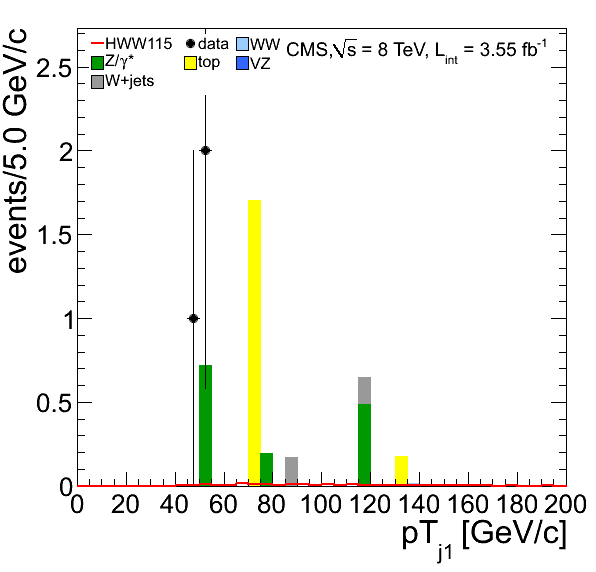 HWW115 data WW CMS,√s = 8 TeV, L_int = 3.55 fb⁻¹
Z/γ* top VZ
W+jets
events/5.0 GeV/c
2.5
2
1.5
1
0.5
0
0 20 40 60 80 100 120 140 160 180 200
pT_j1 [GeV/c]